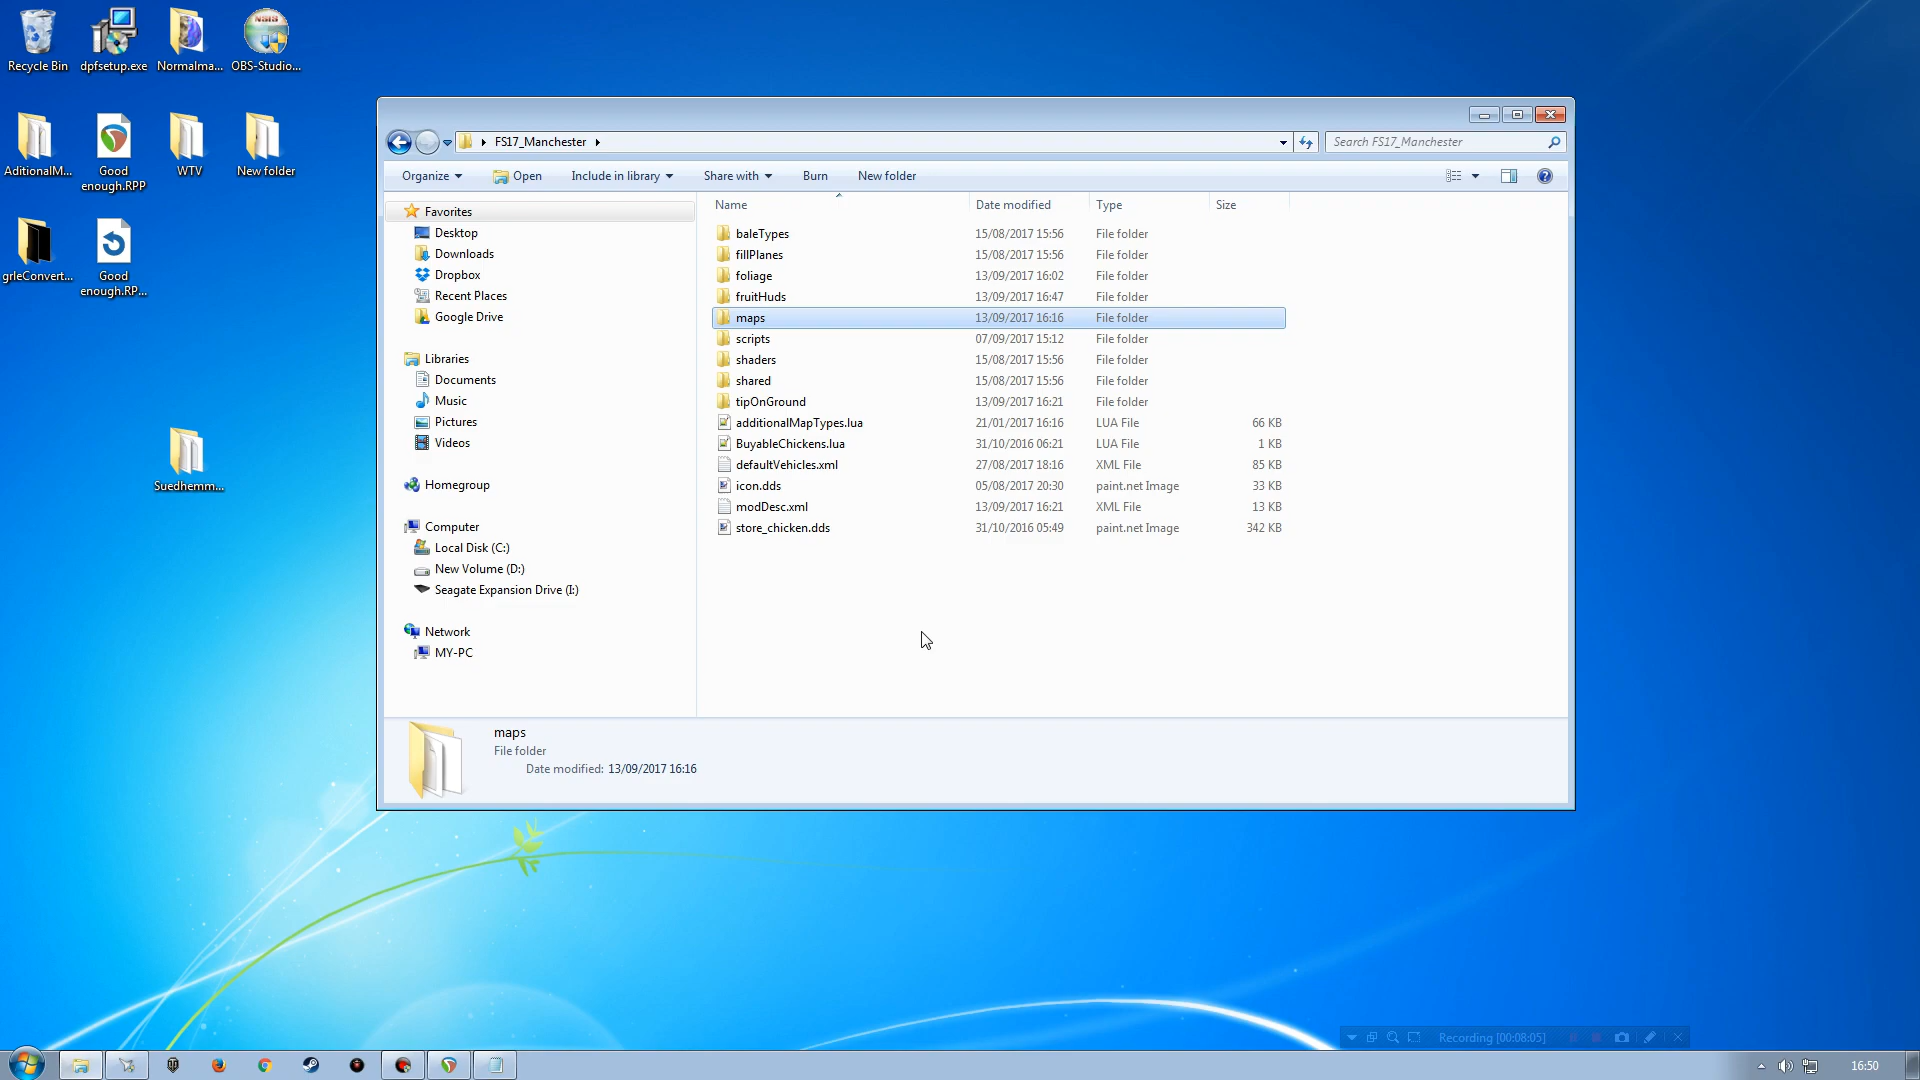 Recycle Bin
dpfsetup.exe
Normalma...
OBS-Studio...
NSIS
AditionalM...
Good
enough.RPP
WTV
New folder
grleConvert...
Good
enough.RP...
Suedhemm...
FS17_Manchester
Search FS17_Manchester
Organize
Open
Include in library
Share with
Burn
New folder
Favorites
Desktop
Downloads
Dropbox
Recent Places
Google Drive
Libraries
Documents
Music
Pictures
Videos
Homegroup
Computer
Local Disk (C:)
New Volume (D:)
Seagate Expansion Drive (I:)
Network
MY-PC
Name Date modified Type Size
baleTypes 15/08/2017 15:56 File folder
fillPlanes 15/08/2017 15:56 File folder
foliage 13/09/2017 16:02 File folder
fruitHuds 13/09/2017 16:47 File folder
maps 13/09/2017 16:16 File folder
scripts 07/09/2017 15:12 File folder
shaders 15/08/2017 15:56 File folder
shared 15/08/2017 15:56 File folder
tipOnGround 13/09/2017 16:21 File folder
additionalMapTypes.lua 21/01/2017 16:16 LUA File 66 KB
BuyableChickens.lua 31/10/2016 06:21 LUA File 1 KB
defaultVehicles.xml 27/08/2017 18:16 XML File 85 KB
icon.dds 05/08/2017 20:30 paint.net Image 33 KB
modDesc.xml 13/09/2017 16:21 XML File 13 KB
store_chicken.dds 31/10/2016 05:49 paint.net Image 342 KB
maps
File folder
Date modified: 13/09/2017 16:16
Recording [00:08:05]
16:50